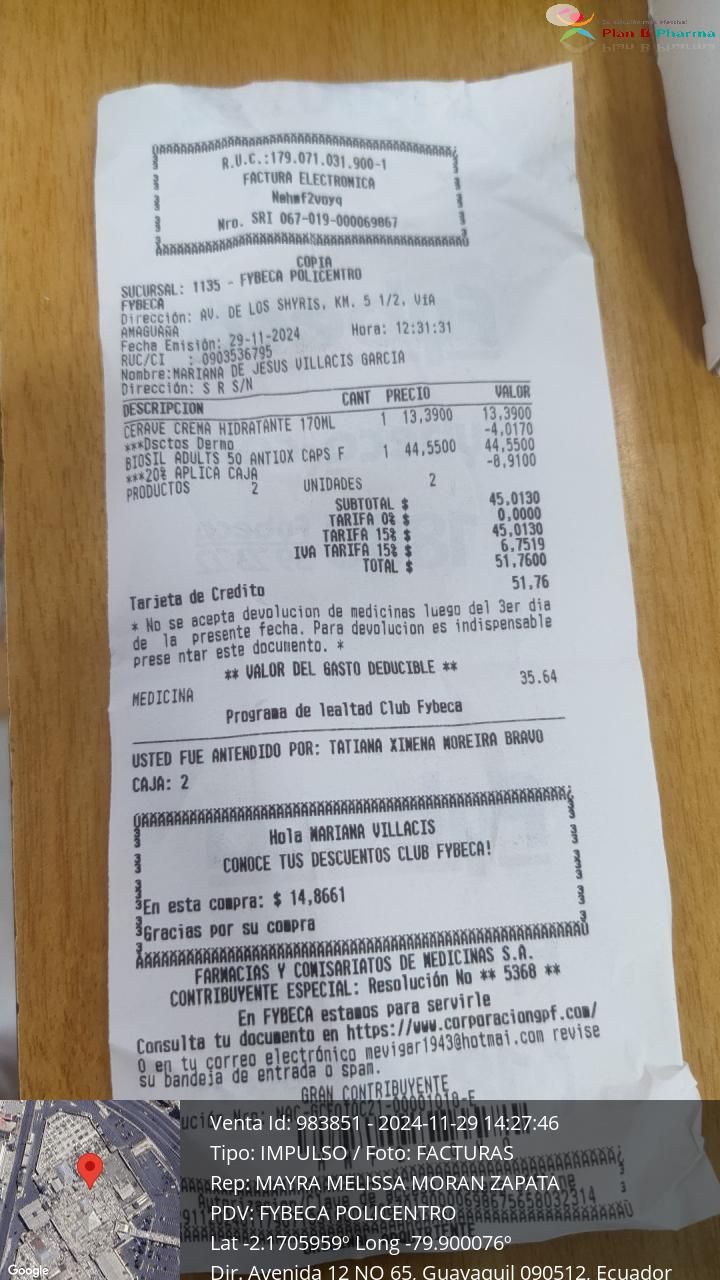 Plan B Pharma
R.U.C.:179.071.031.900-1
FACTURA ELECTRONICA
Nehmf2voyq
Nro. SRI 067-019-000069867
COPIA
SUCURSAL: 1135 - FYBECA POLICENTRO
FYBECA
Dirección: AV. DE LOS SHYRIS, KM. 5 1/2, VíA
AMAGUAñA
Fecha Emisión: 29-11-2024 Hora: 12:31:31
RUC/CI : 0903536795
Nombre:MARIANA DE JESUS VILLACIS GARCIA
Dirección: S R S/N
DESCRIPCION CANT PRECIO VALOR
CERAVE CREMA HIDRATANTE 170ML 1 13,3900 13,3900
***Dsctos Dermo -4,0170
BIOSIL ADULTS 50 ANTIOX CAPS F 1 44,5500 44,5500
***20% APLICA CAJA -8,9100
PRODUCTOS 2 UNIDADES 2
SUBTOTAL $ 45,0130
TARIFA 0% $ 0,0000
TARIFA 15% $ 45,0130
IVA TARIFA 15% $ 6,7519
TOTAL $ 51,7600
Tarjeta de Credito 51,76
* No se acepta devolucion de medicinas luego del 3er dia
de la presente fecha. Para devolucion es indispensable
prese ntar este documento. *
** VALOR DEL GASTO DEDUCIBLE **
MEDICINA 35.64
Programa de lealtad Club Fybeca
USTED FUE ANTENDIDO POR: TATIANA XIMENA MOREIRA BRAVO
CAJA: 2
Hola MARIANA VILLACIS
CONOCE TUS DESCUENTOS CLUB FYBECA!
En esta compra: $ 14,8661
Gracias por su compra
FARMACIAS Y COMISARIATOS DE MEDICINAS S.A.
CONTRIBUYENTE ESPECIAL: Resolución No ** 5368 **
En FYBECA estamos para servirle
Consulta tu documento en https://www.corporaciongpf.com/
O en tu correo electrónico mevigar1943@hotmai.com revise
su bandeja de entrada o spam.
GRAN CONTRIBUYENTE
Venta Id: 983851 - 2024-11-29 14:27:46
Tipo: IMPULSO / Foto: FACTURAS
Rep: MAYRA MELISSA MORAN ZAPATA
PDV: FYBECA POLICENTRO
Lat -2.1705959º Long -79.900076º
Dir. Avenida 12 NO 65, Guayaquil 090512, Ecuador
Google